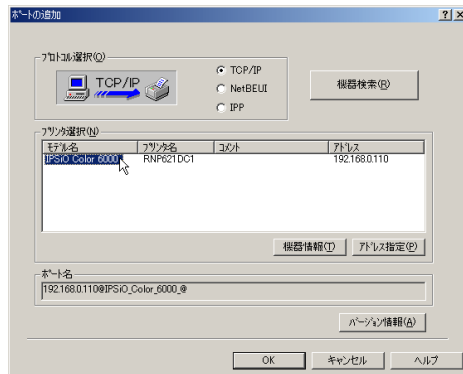 ポートの追加
プロトコル選択(O)
TCP/IP
TCP/IP
NetBEUI
IPP
機器検索(R)
プリンタ選択(N)
モデル名 プリンタ名 コメント アドレス
IPSiO Color 6000 RNP621DC1 192.168.0.110
機器情報(T) アドレス指定(P)
ポート名
192.168.0.110@IPSiO_Color_6000_@
バージョン情報(A)
OK キャンセル ヘルプ